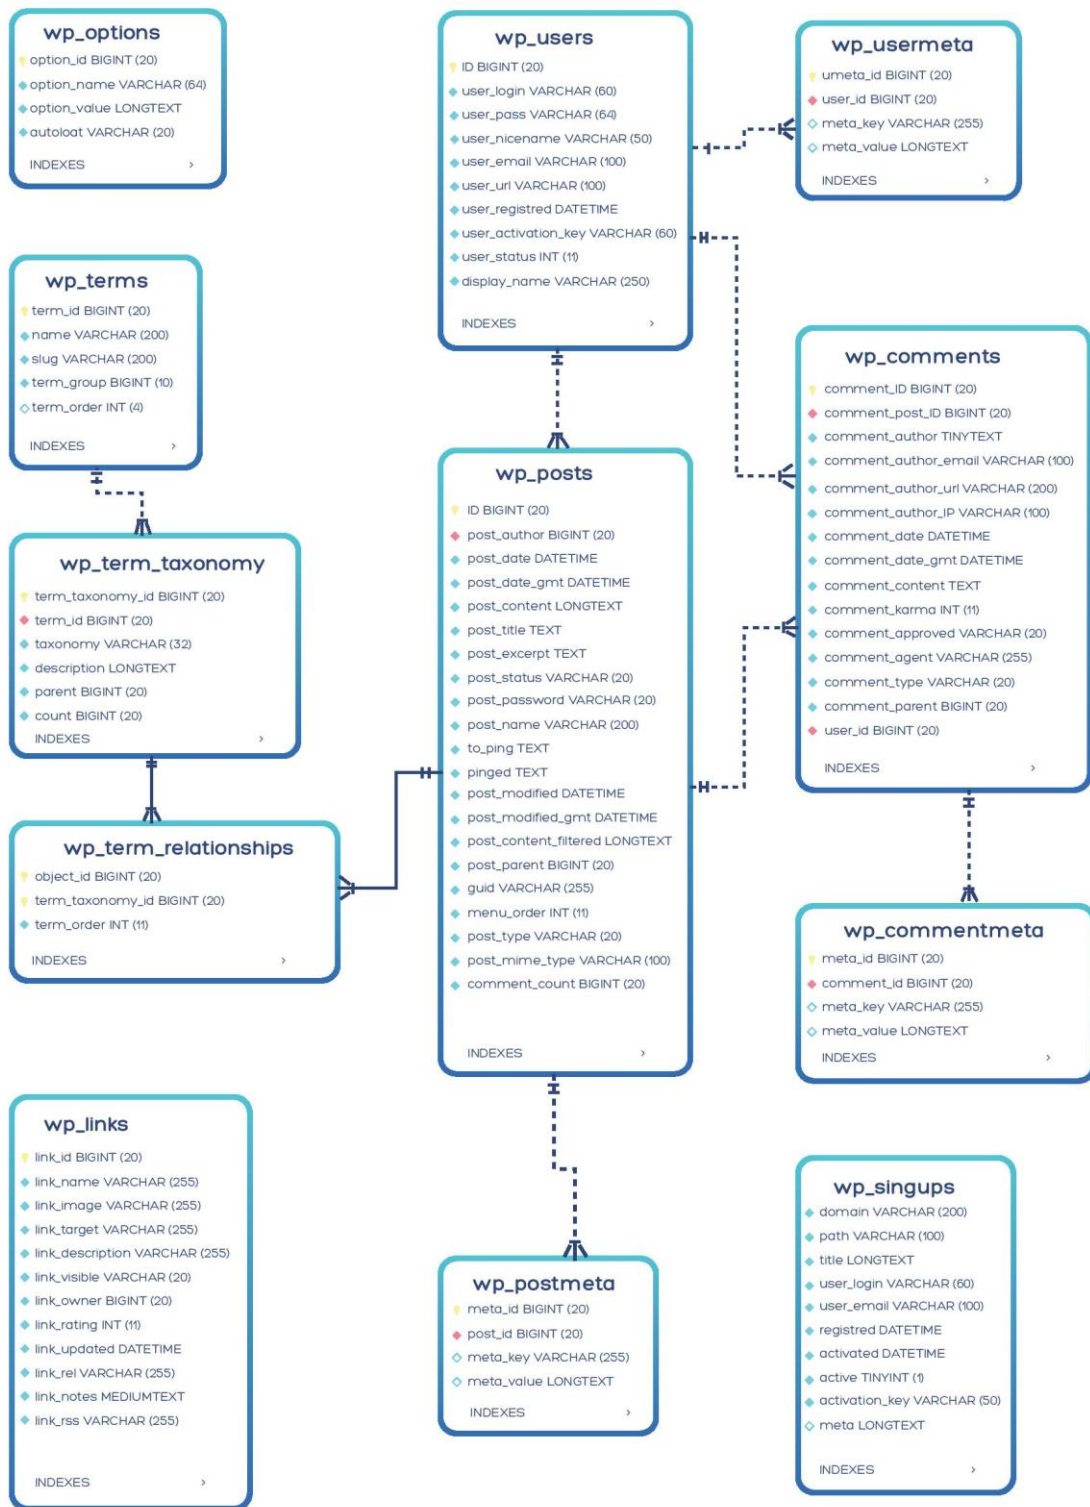 wp_options
option_id BIGINT (20)
option_name VARCHAR (64)
option_value LONGTEXT
autoloat VARCHAR (20)
INDEXES >
wp_users
ID BIGINT (20)
user_login VARCHAR (60)
user_pass VARCHAR (64)
user_nicename VARCHAR (50)
user_email VARCHAR (100)
user_url VARCHAR (100)
user_registred DATETIME
user_activation_key VARCHAR (60)
user_status INT (11)
display_name VARCHAR (250)
INDEXES >
wp_usermeta
umeta_id BIGINT (20)
user_id BIGINT (20)
meta_key VARCHAR (255)
meta_value LONGTEXT
INDEXES >
wp_terms
term_id BIGINT (20)
name VARCHAR (200)
slug VARCHAR (200)
term_group BIGINT (10)
term_order INT (4)
INDEXES >
wp_comments
comment_ID BIGINT (20)
comment_post_ID BIGINT (20)
comment_author TINYTEXT
comment_author_email VARCHAR (100)
comment_author_url VARCHAR (200)
comment_author_IP VARCHAR (100)
comment_date DATETIME
comment_date_gmt DATETIME
comment_content TEXT
comment_karma INT (11)
comment_approved VARCHAR (20)
comment_agent VARCHAR (255)
comment_type VARCHAR (20)
comment_parent BIGINT (20)
user_id BIGINT (20)
INDEXES >
wp_posts
ID BIGINT (20)
post_author BIGINT (20)
post_date DATETIME
post_date_gmt DATETIME
post_content LONGTEXT
post_title TEXT
post_excerpt TEXT
post_status VARCHAR (20)
post_password VARCHAR (20)
post_name VARCHAR (200)
to_ping TEXT
pinged TEXT
post_modified DATETIME
post_modified_gmt DATETIME
post_content_filtered LONGTEXT
post_parent BIGINT (20)
guid VARCHAR (255)
menu_order INT (11)
post_type VARCHAR (20)
post_mime_type VARCHAR (100)
comment_count BIGINT (20)
INDEXES >
wp_term_taxonomy
term_taxonomy_id BIGINT (20)
term_id BIGINT (20)
taxonomy VARCHAR (32)
description LONGTEXT
parent BIGINT (20)
count BIGINT (20)
INDEXES >
wp_term_relationships
object_id BIGINT (20)
term_taxonomy_id BIGINT (20)
term_order INT (11)
INDEXES >
wp_commentmeta
meta_id BIGINT (20)
comment_id BIGINT (20)
meta_key VARCHAR (255)
meta_value LONGTEXT
INDEXES >
wp_links
link_id BIGINT (20)
link_name VARCHAR (255)
link_image VARCHAR (255)
link_target VARCHAR (255)
link_description VARCHAR (255)
link_visible VARCHAR (20)
link_owner BIGINT (20)
link_rating INT (11)
link_updated DATETIME
link_rel VARCHAR (255)
link_notes MEDIUMTEXT
link_rss VARCHAR (255)
INDEXES >
wp_postmeta
meta_id BIGINT (20)
post_id BIGINT (20)
meta_key VARCHAR (255)
meta_value LONGTEXT
INDEXES >
wp_singups
domain VARCHAR (200)
path VARCHAR (100)
title LONGTEXT
user_login VARCHAR (60)
user_email VARCHAR (100)
registred DATETIME
activated DATETIME
active TINYINT (1)
activation_key VARCHAR (50)
meta LONGTEXT
INDEXES >